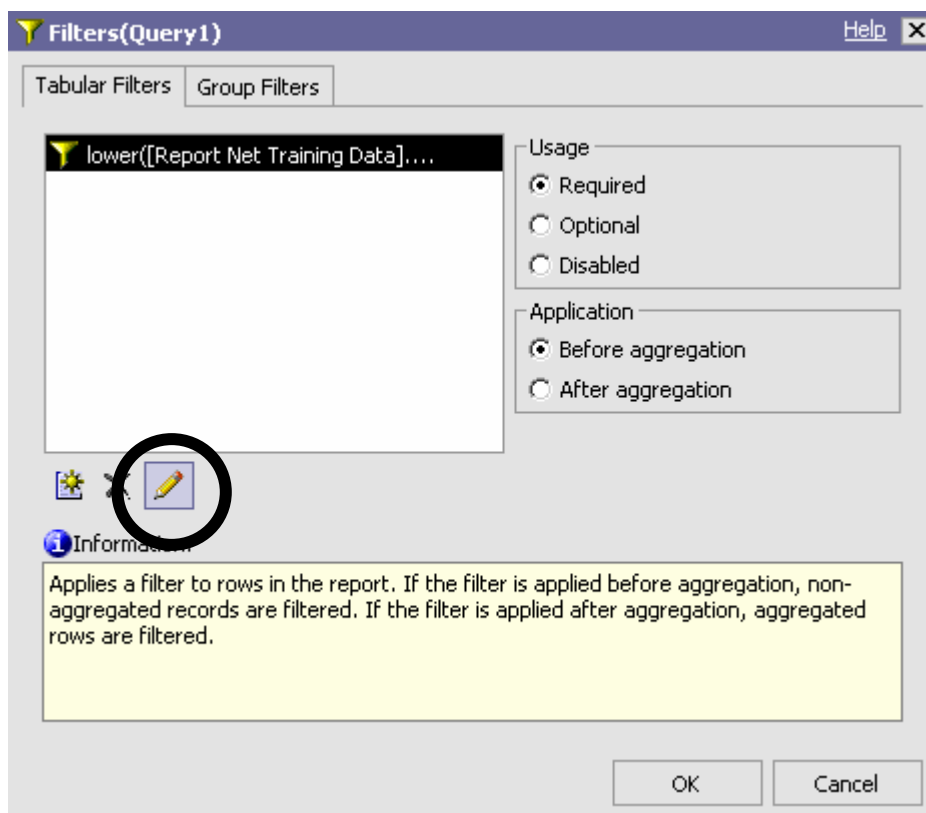 Filters(Query1)
Help
Tabular Filters
Group Filters
lower([Report Net Training Data]....
Usage
Required
Optional
Disabled
Application
Before aggregation
After aggregation
Applies a filter to rows in the report. If the filter is applied before aggregation, non-
aggregated records are filtered. If the filter is applied after aggregation, aggregated
rows are filtered.
OK
Cancel